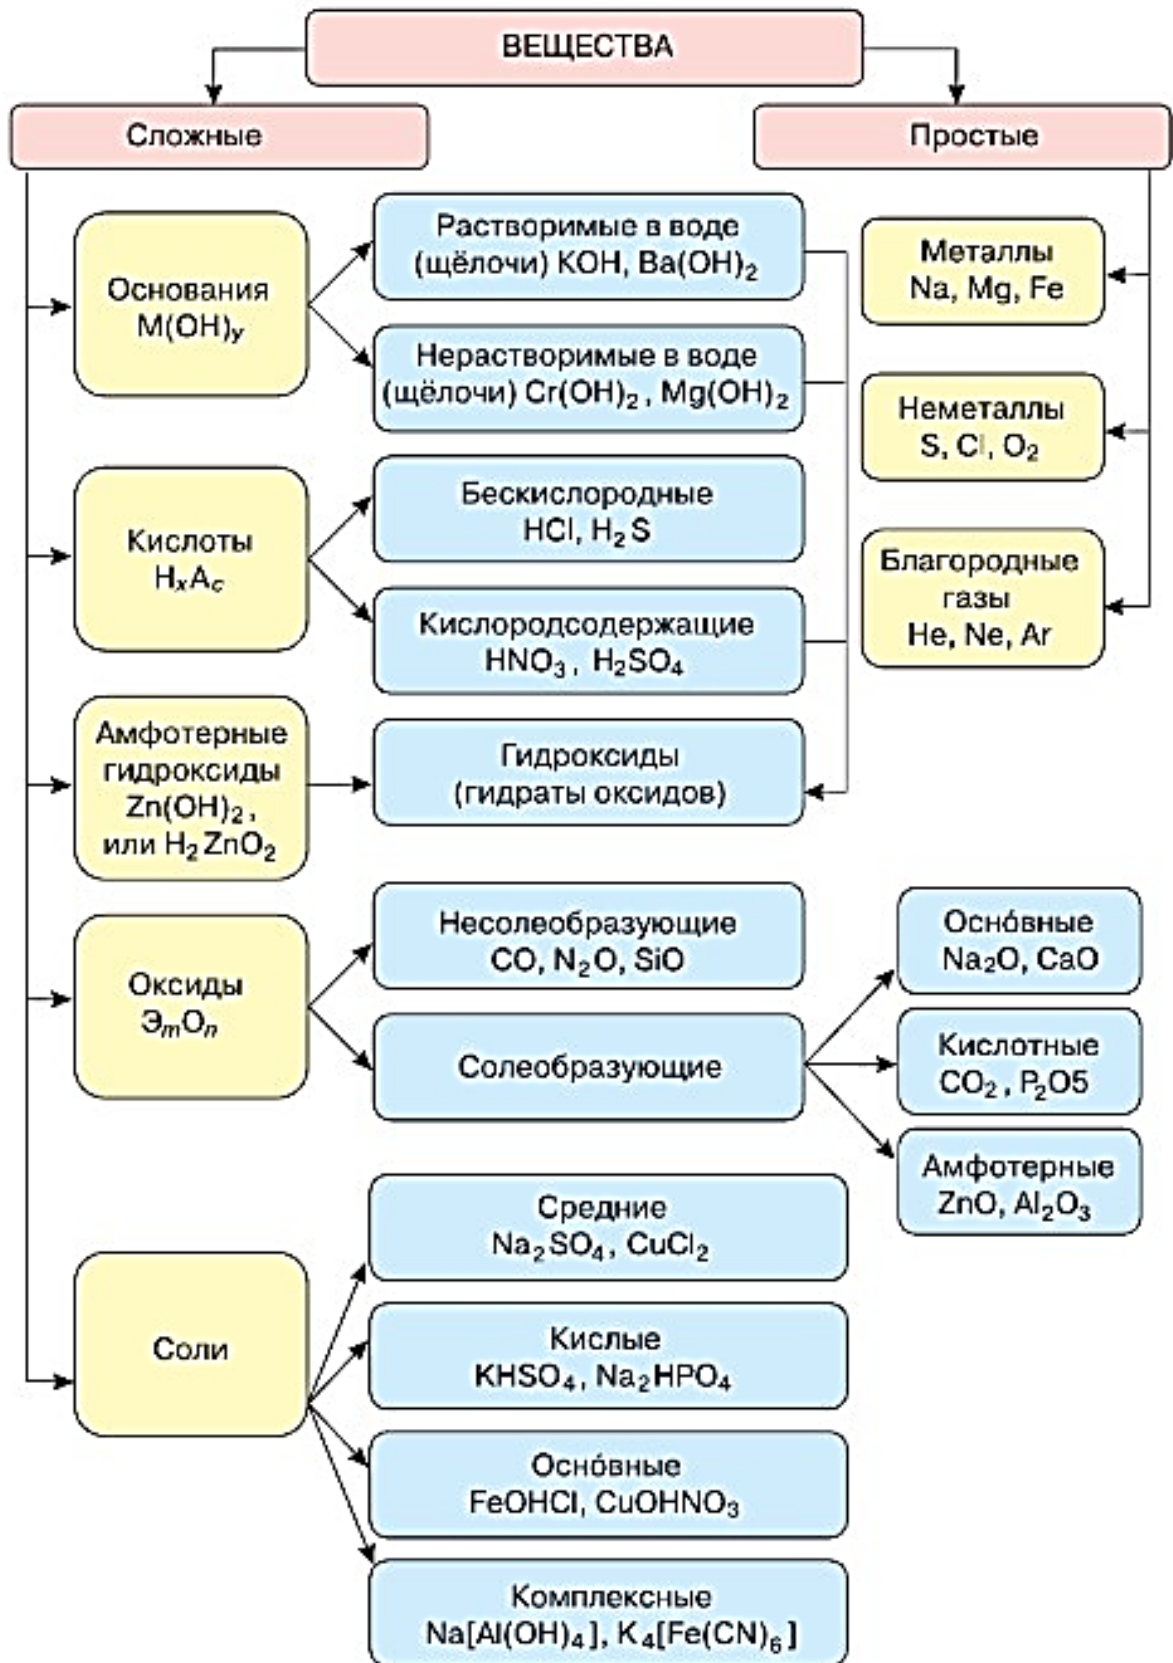 ВЕЩЕСТВА
Сложные
Простые
Основания
M(OH)y
Растворимые в воде
(щёлочи) KOH, Ba(OH)2
Нерастворимые в воде
(щёлочи) Cr(OH)2, Mg(OH)2
Металлы
Na, Mg, Fe
Неметаллы
S, Cl, O2
Благородные
газы
He, Ne, Ar
Кислоты
HxAc
Бескислородные
HCl, H2S
Кислородсодержащие
HNO3, H2SO4
Амфотерные
гидроксиды
Zn(OH)2,
или H2ZnO2
Гидроксиды
(гидраты оксидов)
Оксиды
ЭmOn
Несолеобразующие
CO, N2O, SiO
Солеобразующие
Оснóвные
Na2O, CaO
Кислотные
CO2, P2O5
Амфотерные
ZnO, Al2O3
Соли
Средние
Na2SO4, CuCl2
Кислые
KHSO4, Na2HPO4
Оснóвные
FeOHCl, CuOHNO3
Комплексные
Na[Al(OH)4], K4[Fe(CN)6]